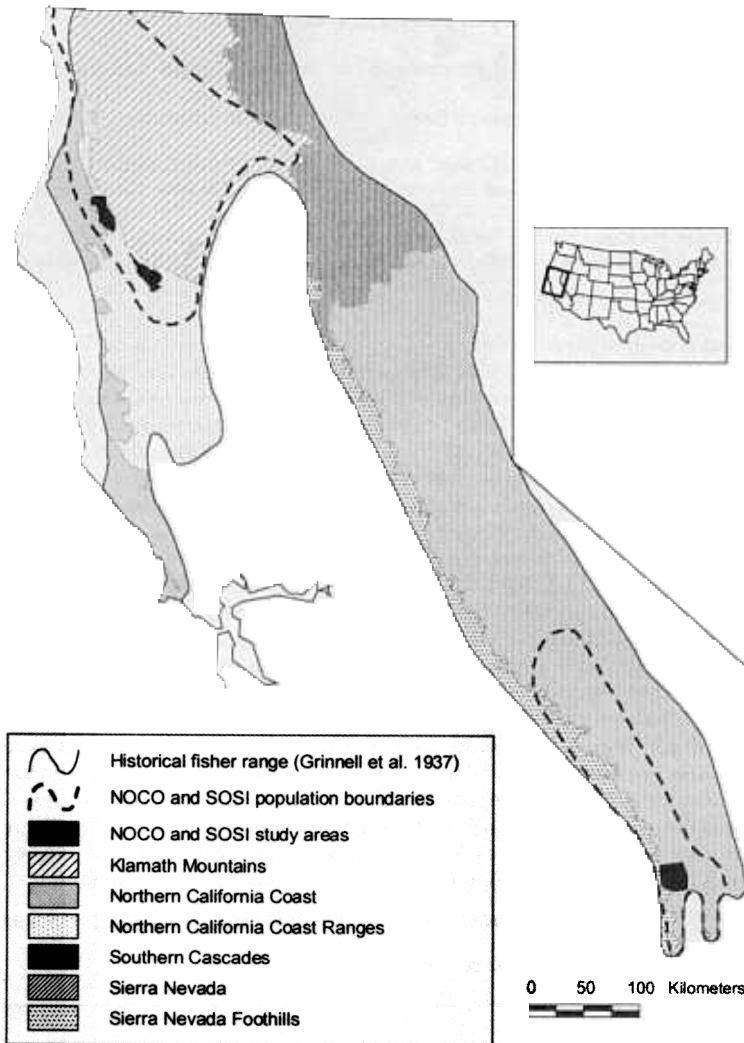 Historical fisher range (Grinnell et al. 1937)
NOCO and SOSI population boundaries
NOCO and SOSI study areas
Klamath Mountains
Northern California Coast
Northern California Coast Ranges
Southern Cascades
Sierra Nevada
Sierra Nevada Foothills
0 50 100 Kilometers